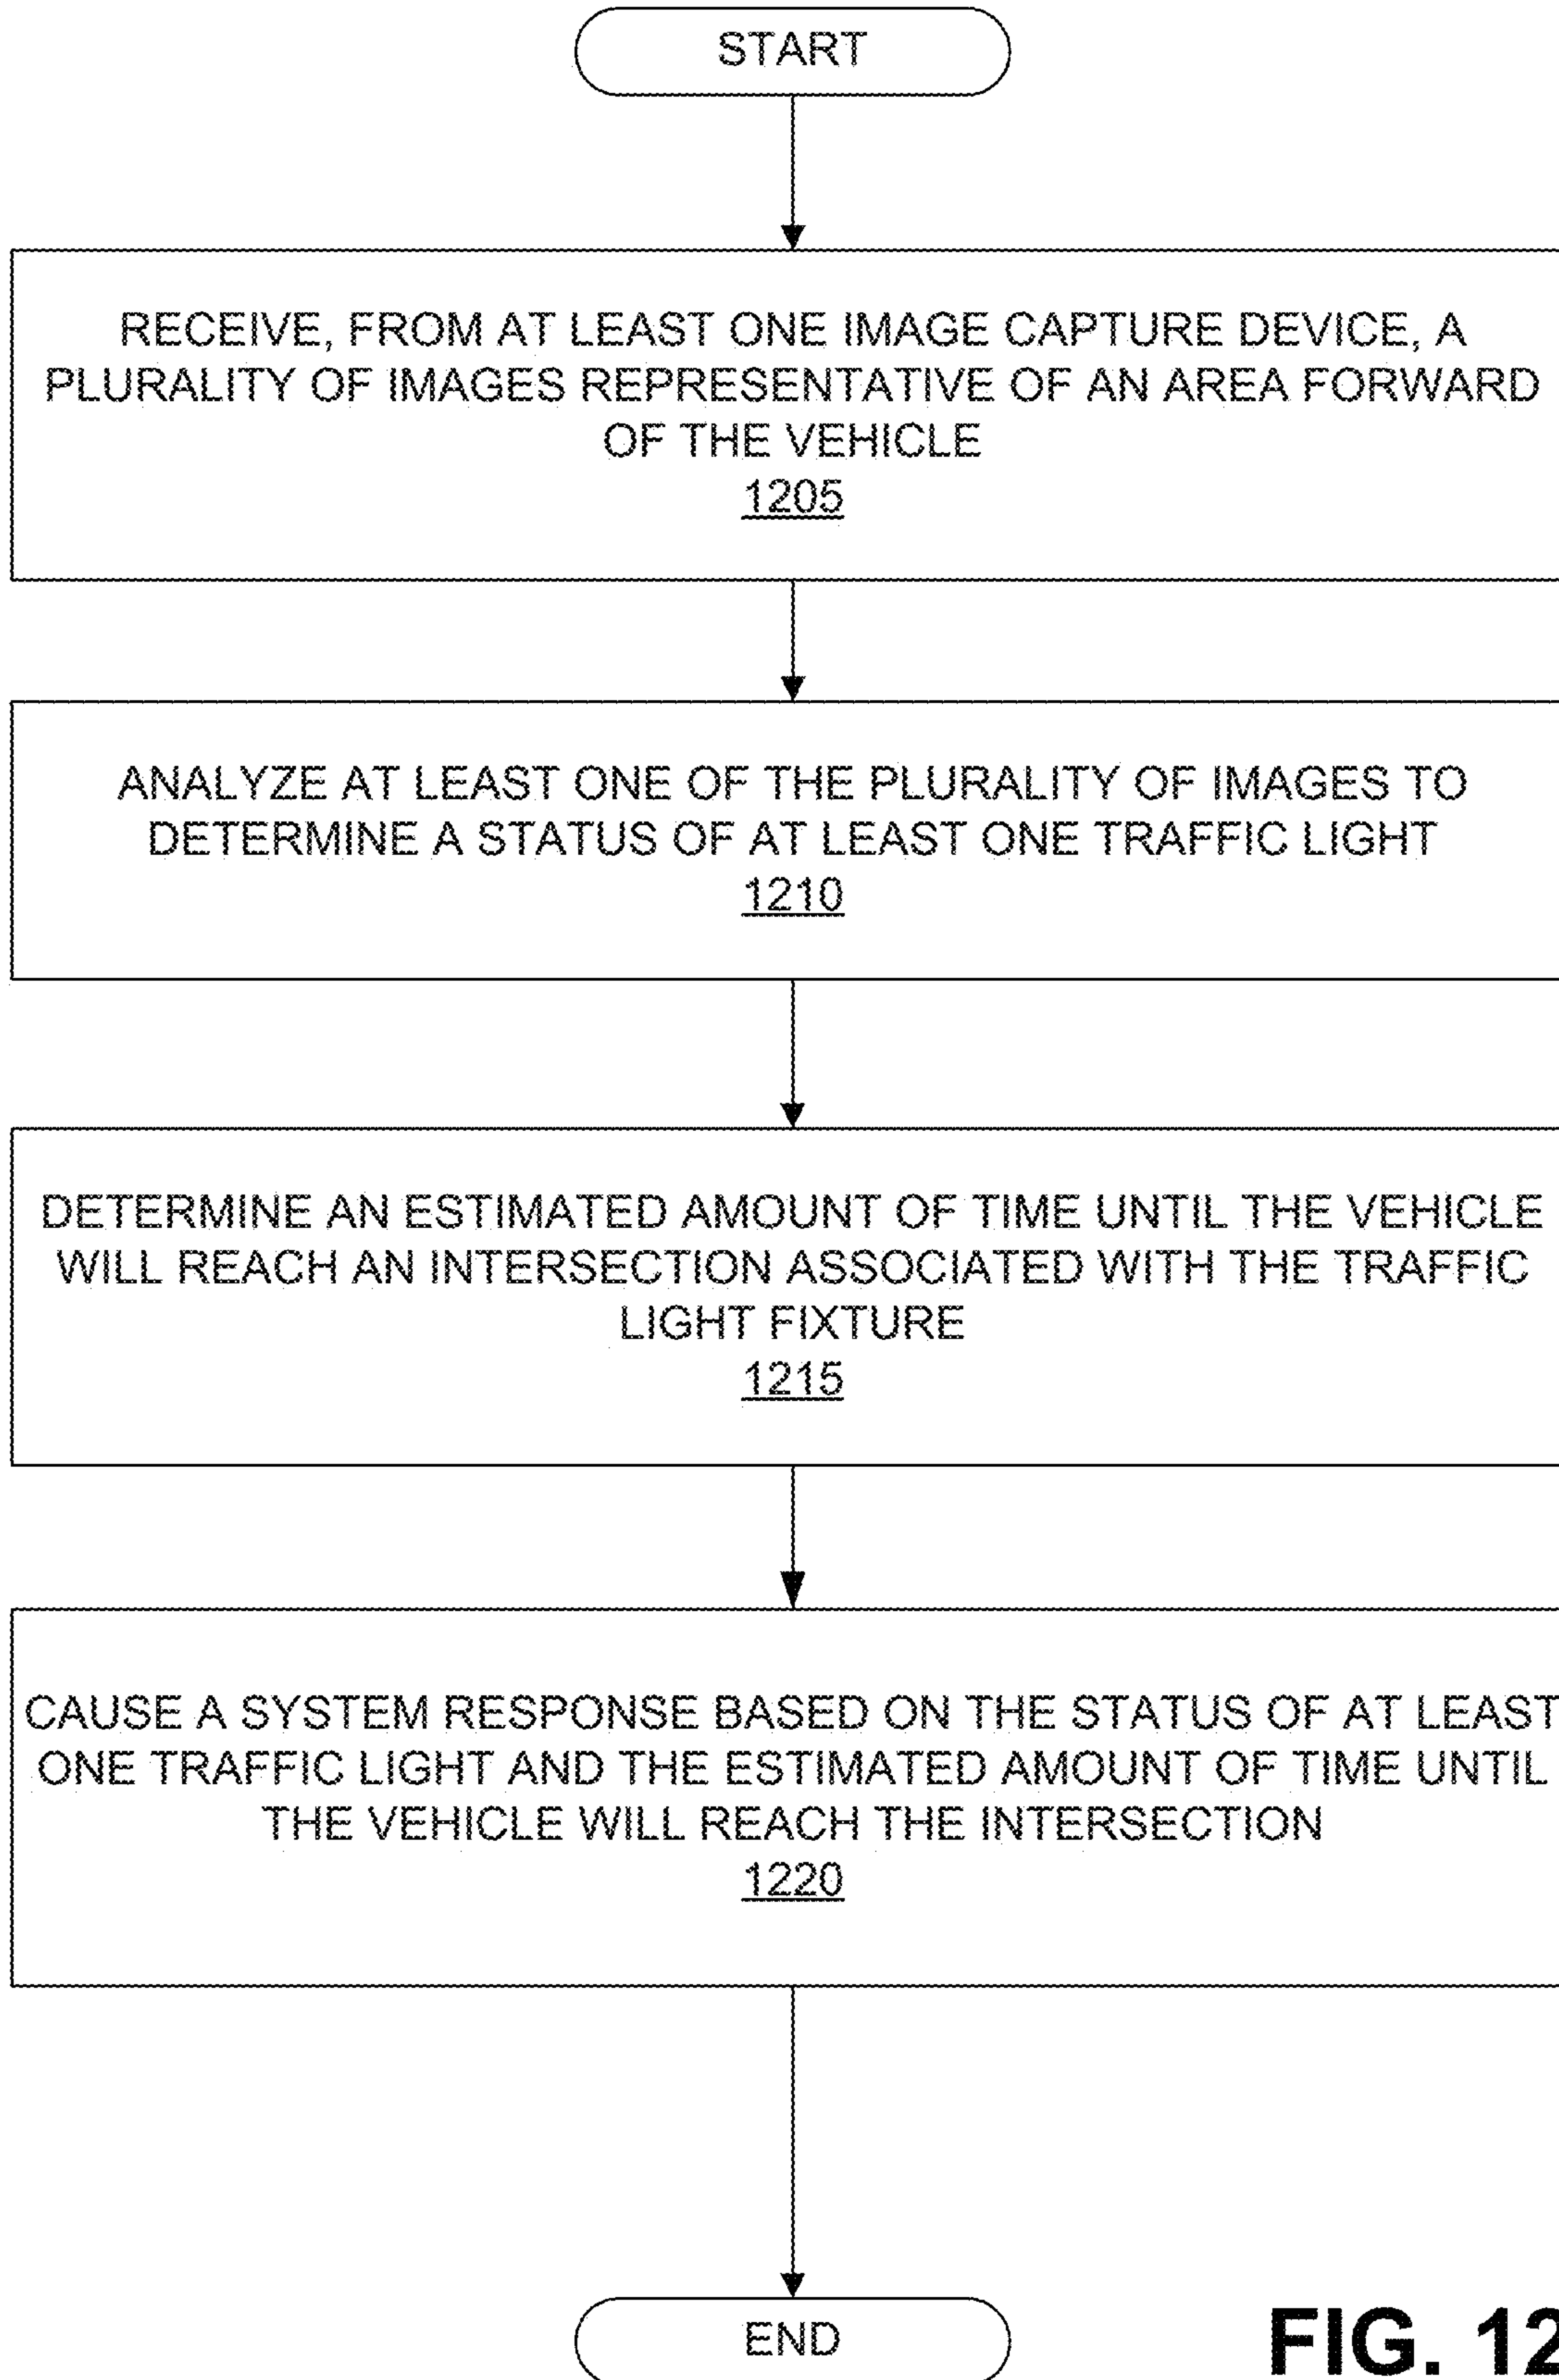 START
RECEIVE, FROM AT LEAST ONE IMAGE CAPTURE DEVICE, A
PLURALITY OF IMAGES REPRESENTATIVE OF AN AREA FORWARD
OF THE VEHICLE
1205
ANALYZE AT LEAST ONE OF THE PLURALITY OF IMAGES TO
DETERMINE A STATUS OF AT LEAST ONE TRAFFIC LIGHT
1210
DETERMINE AN ESTIMATED AMOUNT OF TIME UNTIL THE VEHICLE
WILL REACH AN INTERSECTION ASSOCIATED WITH THE TRAFFIC
LIGHT FIXTURE
1215
CAUSE A SYSTEM RESPONSE BASED ON THE STATUS OF AT LEAST
ONE TRAFFIC LIGHT AND THE ESTIMATED AMOUNT OF TIME UNTIL
THE VEHICLE WILL REACH THE INTERSECTION
1220
END
FIG. 12